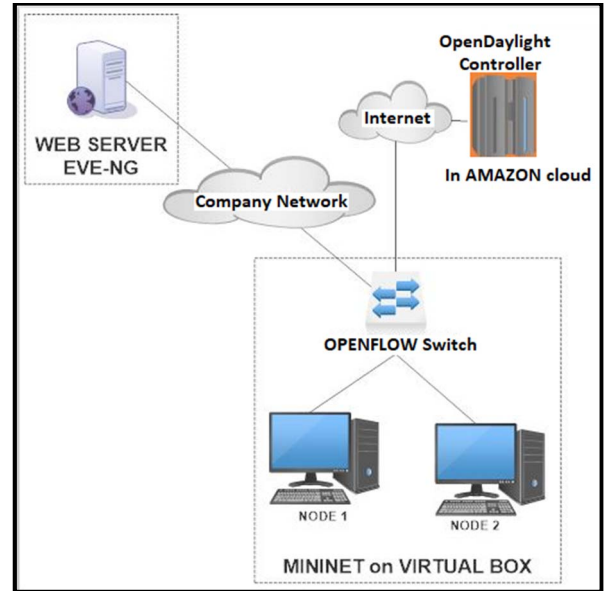 OpenDaylight
Controller
Internet
In AMAZON cloud
WEB SERVER
EVE-NG
Company Network
OPENFLOW Switch
NODE 1
NODE 2
MININET on VIRTUAL BOX